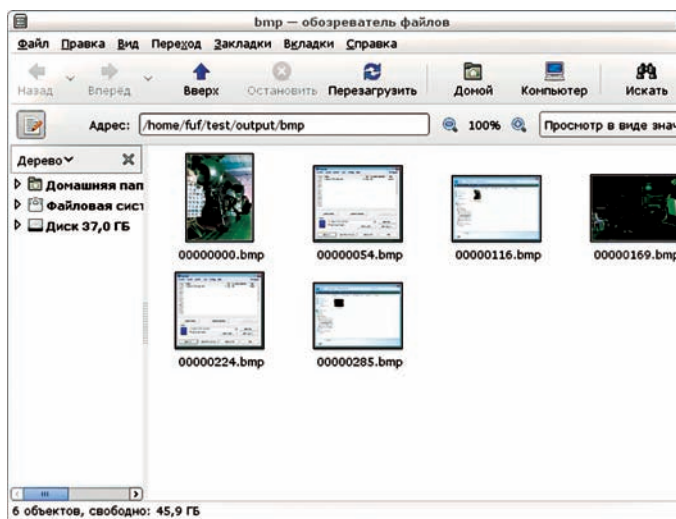 bmp — обозреватель файлов
Файл Правка Вид Переход Закладки Вкладки Справка
Назад Вперёд Вверх Остановить Перезагрузить Домой Компьютер Искать
Адрес: /home/fuf/test/output/bmp 100% Просмотр в виде знач
Дерево
Домашняя пап
Файловая сист
Диск 37,0 ГБ
00000000.bmp 00000054.bmp 00000116.bmp 00000169.bmp
00000224.bmp 00000285.bmp
6 объектов, свободно: 45,9 ГБ